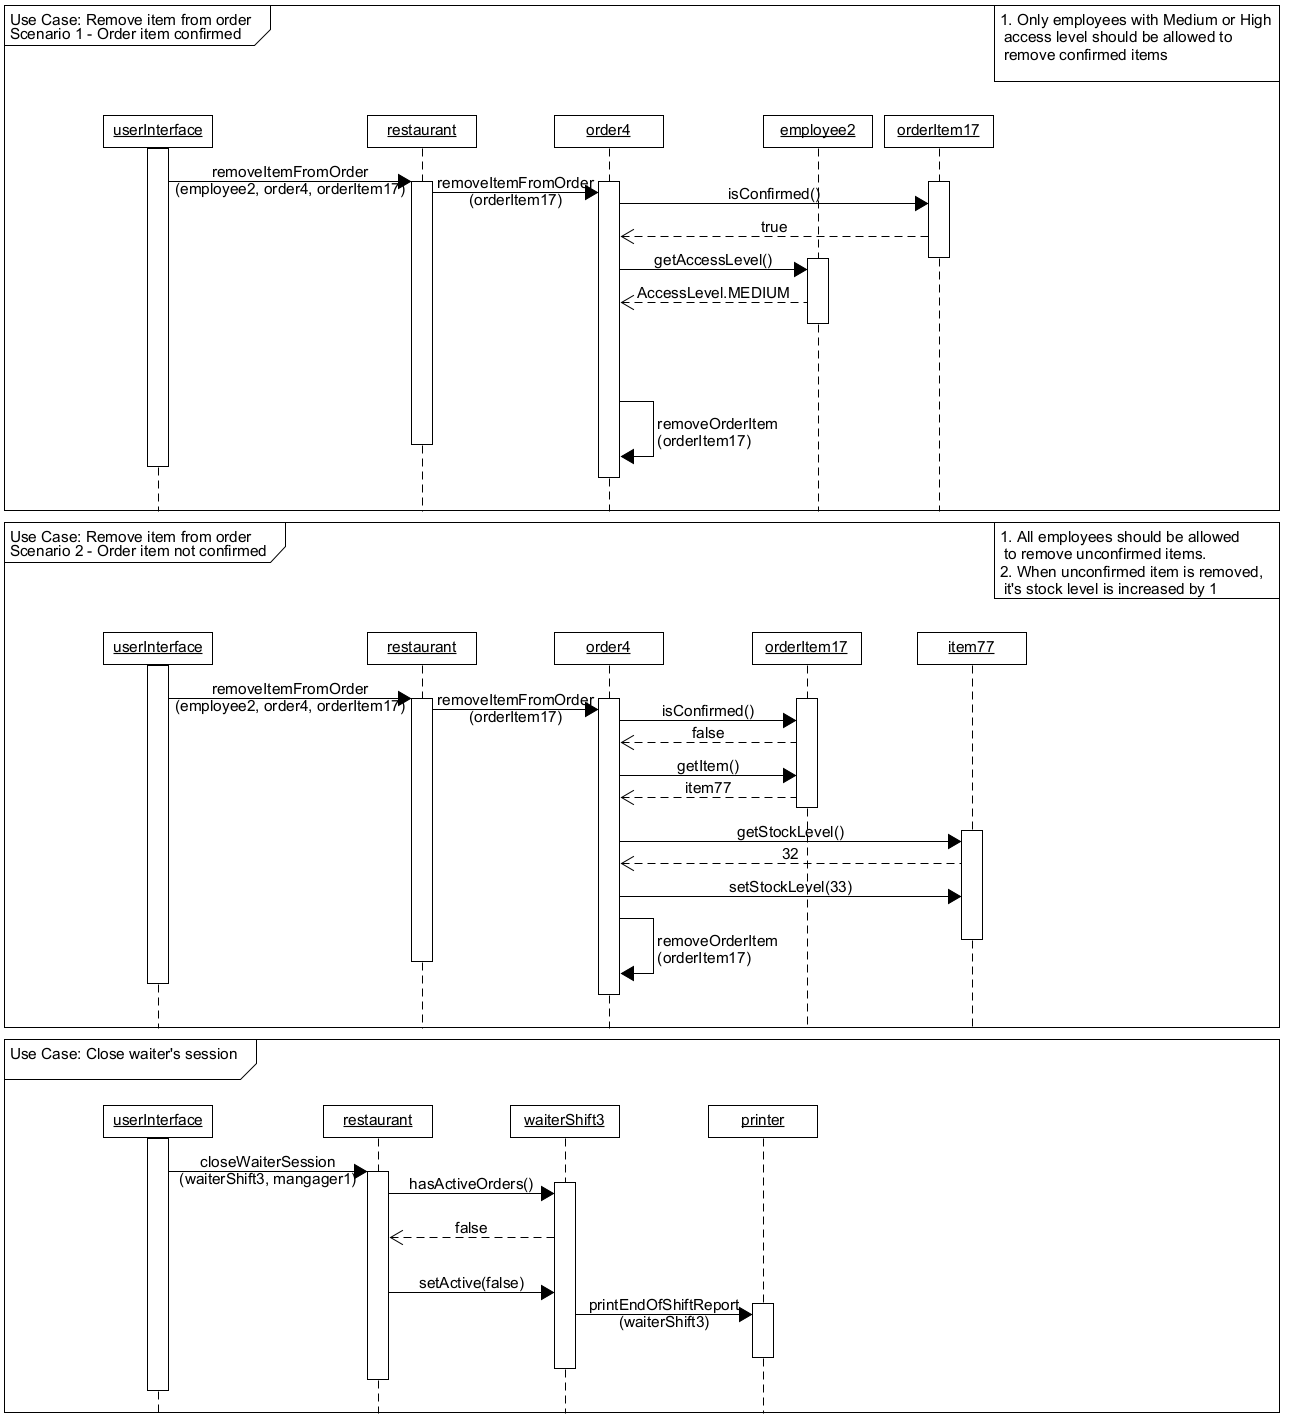 Use Case: Remove item from order
Scenario 1 - Order item confirmed
1. Only employees with Medium or High
access level should be allowed to
remove confirmed items
userInterface
restaurant
order4
employee2
orderItem17
removeItemFromOrder
(employee2, order4, orderItem17)
removeItemFromOrder
(orderItem17)
isConfirmed()
true
getAccessLevel()
AccessLevel.MEDIUM
removeOrderItem
(orderItem17)
Use Case: Remove item from order
Scenario 2 - Order item not confirmed
1. All employees should be allowed
to remove unconfirmed items.
2. When unconfirmed item is removed,
it's stock level is increased by 1
userInterface
restaurant
order4
orderItem17
item77
removeItemFromOrder
(employee2, order4, orderItem17)
removeItemFromOrder
(orderItem17)
isConfirmed()
false
getItem()
item77
getStockLevel()
32
setStockLevel(33)
removeOrderItem
(orderItem17)
Use Case: Close waiter's session
userInterface
restaurant
waiterShift3
printer
closeWaiterSession
(waiterShift3, mangager1)
hasActiveOrders()
false
setActive(false)
printEndOfShiftReport
(waiterShift3)